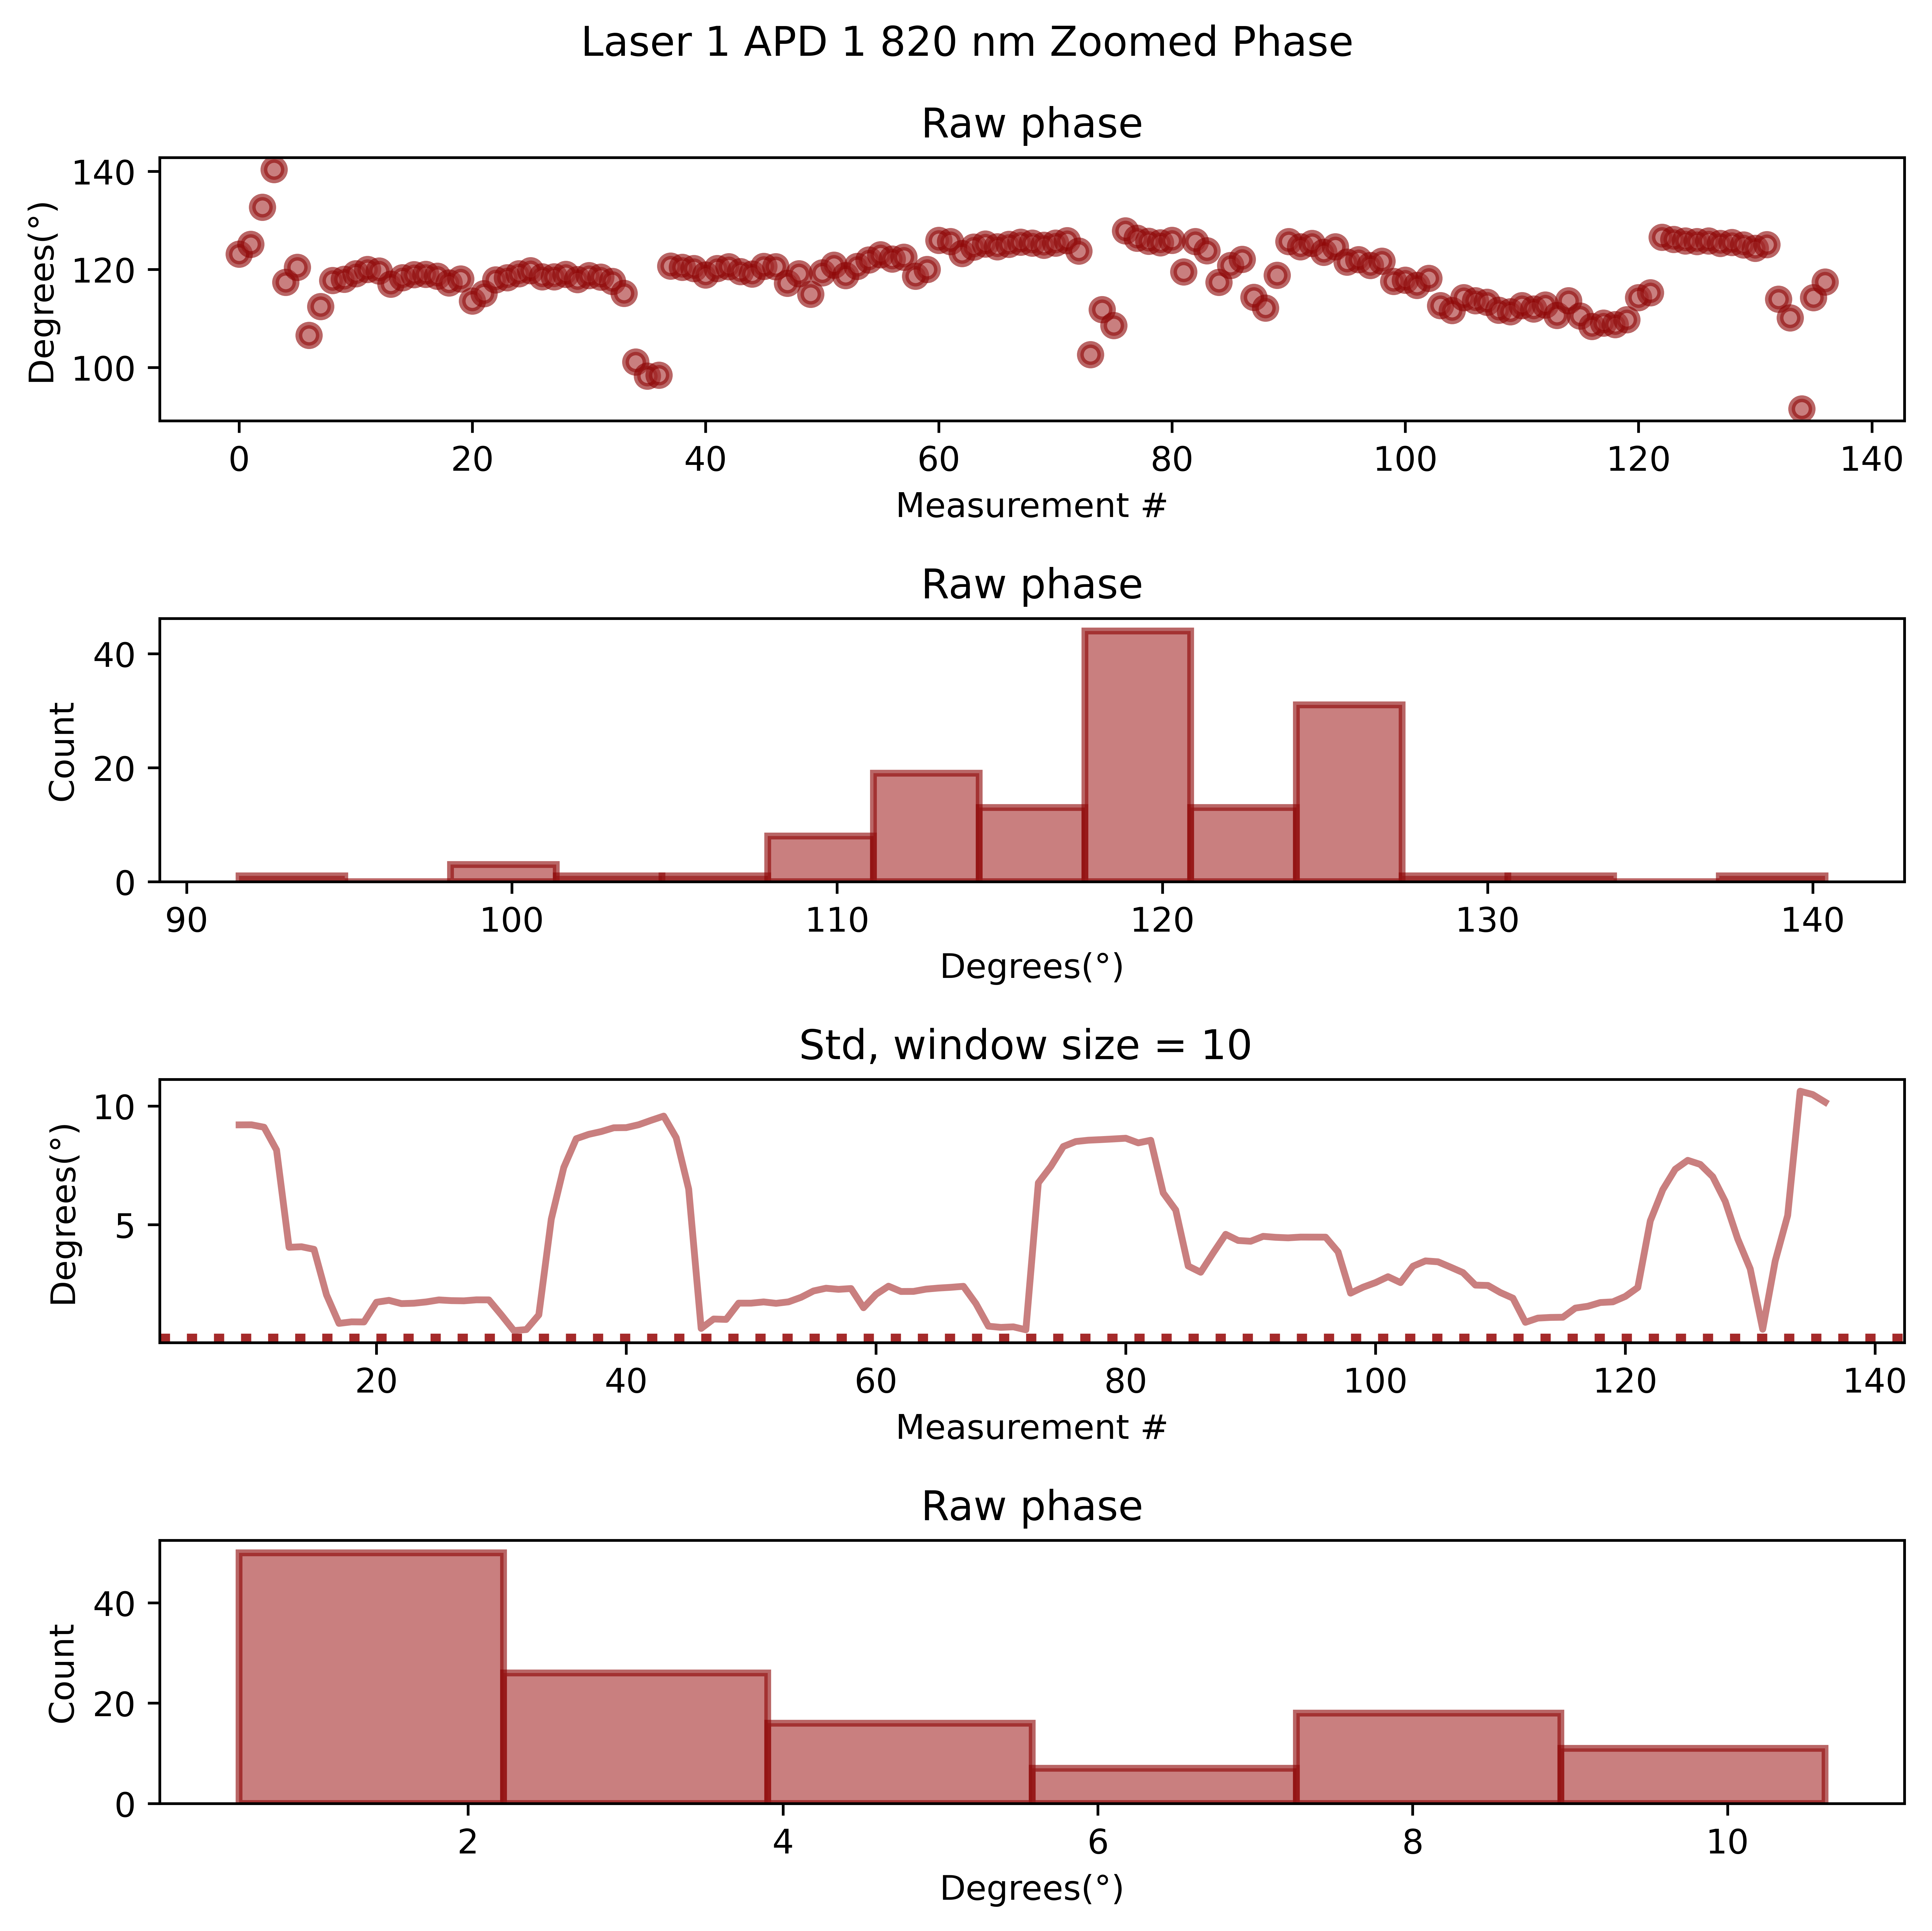 Laser 1 APD 1 820 nm Zoomed Phase
Raw phase
Degrees(°)
140
120
100
0 20 40 60 80 100 120 140
Measurement #
Raw phase
Count
40
20
0
90 100 110 120 130 140
Degrees(°)
Std, window size = 10
Degrees(°)
10
5
20 40 60 80 100 120 140
Measurement #
Raw phase
Count
40
20
0
2 4 6 8 10
Degrees(°)